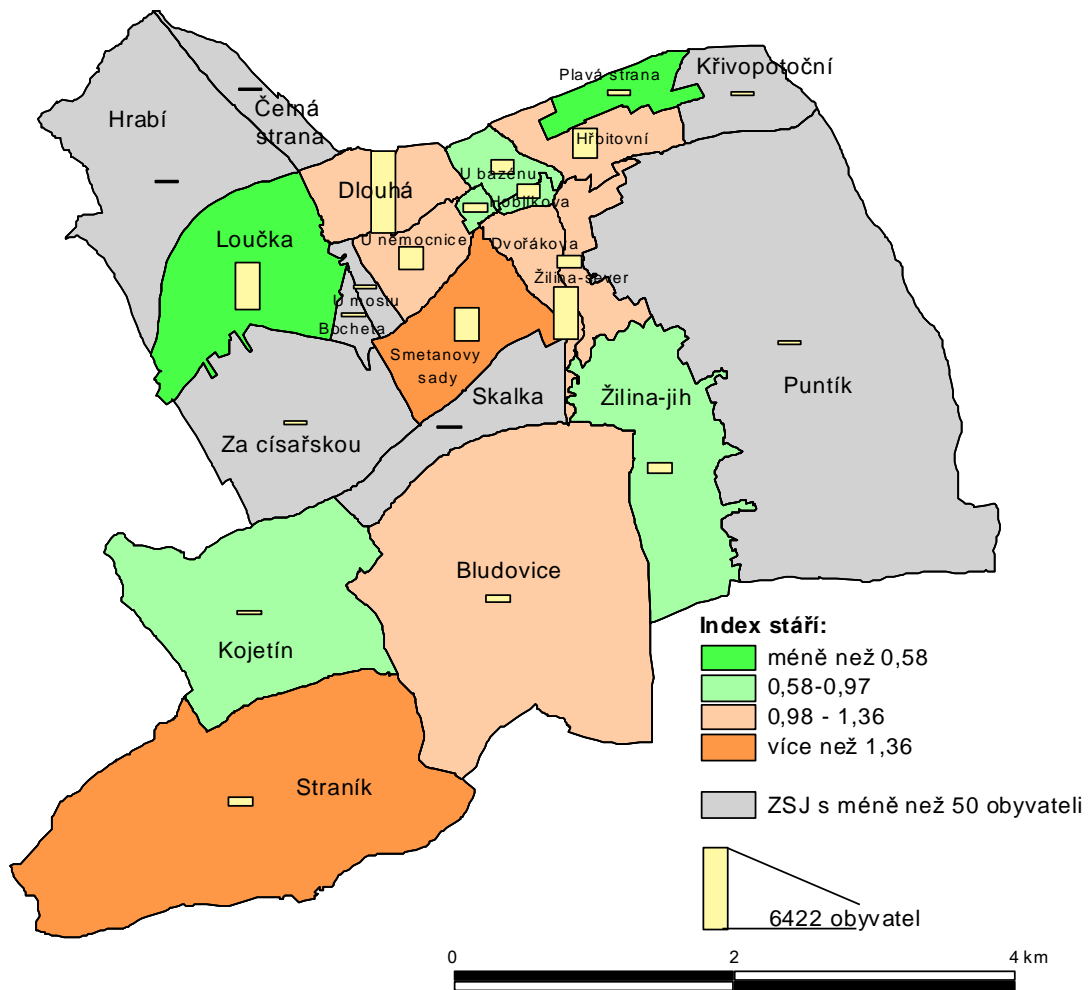 Křivopotoční
Plavá strana
Hrabí
Černá
strana
Hřbitovní
U bazénu
Dlouhá
Hoblíkova
U nemocnice
Dvořákova
Loučka
Žilina-sever
U mostu
Bocheta
Smetanovy
sady
Skalka
Žilina-jih
Puntík
Za císařskou
Bludovice
Kojetín
Straník
Index stáří:
méně než 0,58
0,58-0,97
0,98 - 1,36
více než 1,36
ZSJ s méně než 50 obyvateli
6422 obyvatel
0
2
4 km